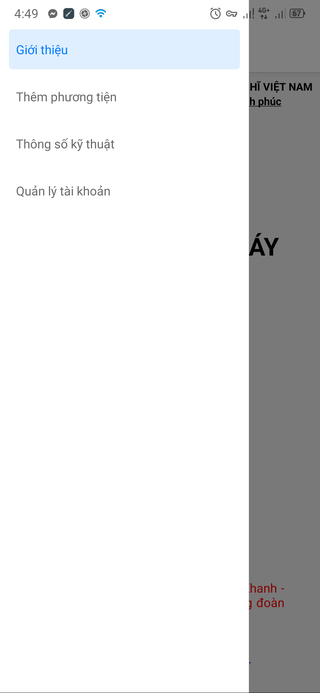 4:49
4G+
67
Giới thiệu
HĨ VIỆT NAM
h phúc
Thêm phương tiện
Thông số kỹ thuật
Quản lý tài khoản
ÁY
hanh -
g đoàn